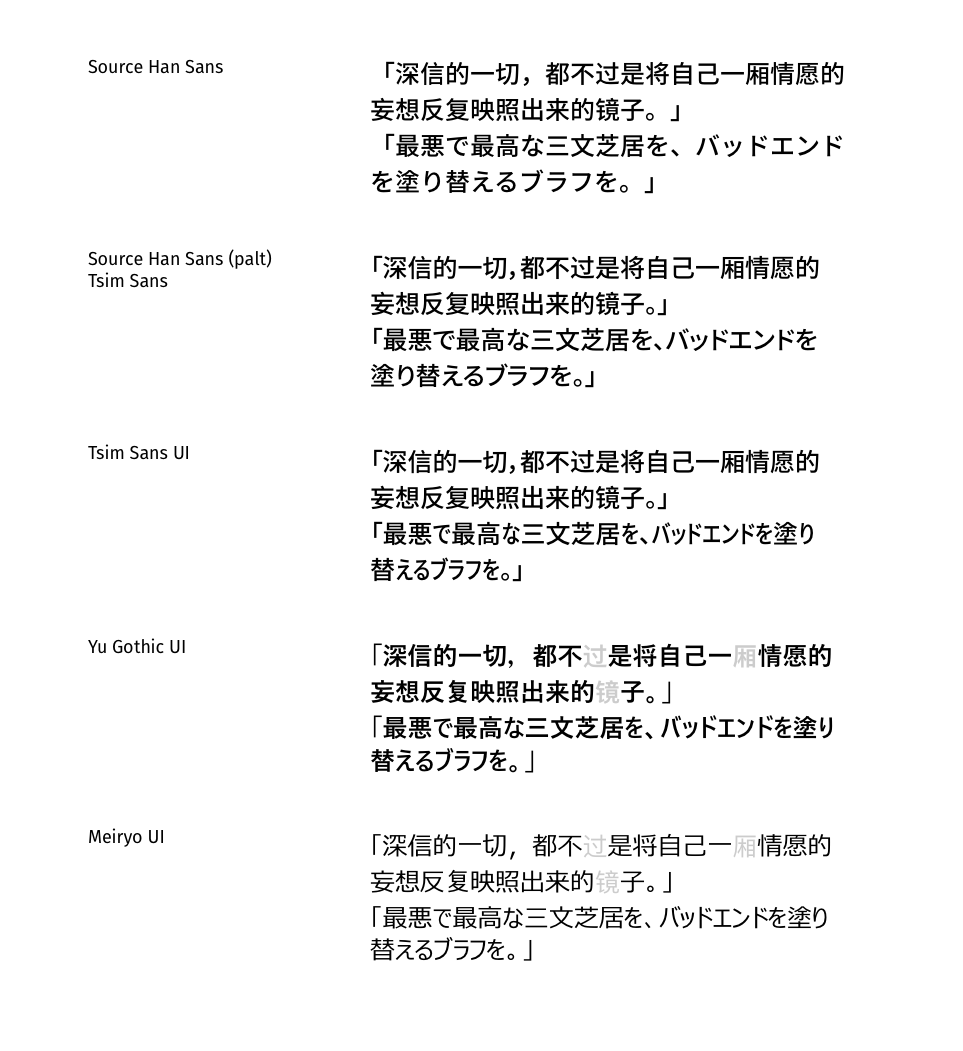 Source Han Sans
「深信的一切，都不过是将自己一厢情愿的
妄想反复映照出来的镜子。」
「最悪で最高な三文芝居を、バッドエンド
を塗り替えるブラフを。」
Source Han Sans (palt)
Tsim Sans
「深信的一切，都不过是将自己一厢情愿的
妄想反复映照出来的镜子。」
「最悪で最高な三文芝居を、バッドエンドを
塗り替えるブラフを。」
Tsim Sans UI
「深信的一切，都不过是将自己一厢情愿的
妄想反复映照出来的镜子。」
「最悪で最高な三文芝居を、バッドエンドを塗り
替えるブラフを。」
Yu Gothic UI
「深信的一切，都不过是将自己一厢情愿的
妄想反复映照出来的镜子。」
「最悪で最高な三文芝居を、バッドエンドを塗り
替えるブラフを。」
Meiryo UI
「深信的一切，都不过是将自己一厢情愿的
妄想反复映照出来的镜子。」
「最悪で最高な三文芝居を、バッドエンドを塗り
替えるブラフを。」